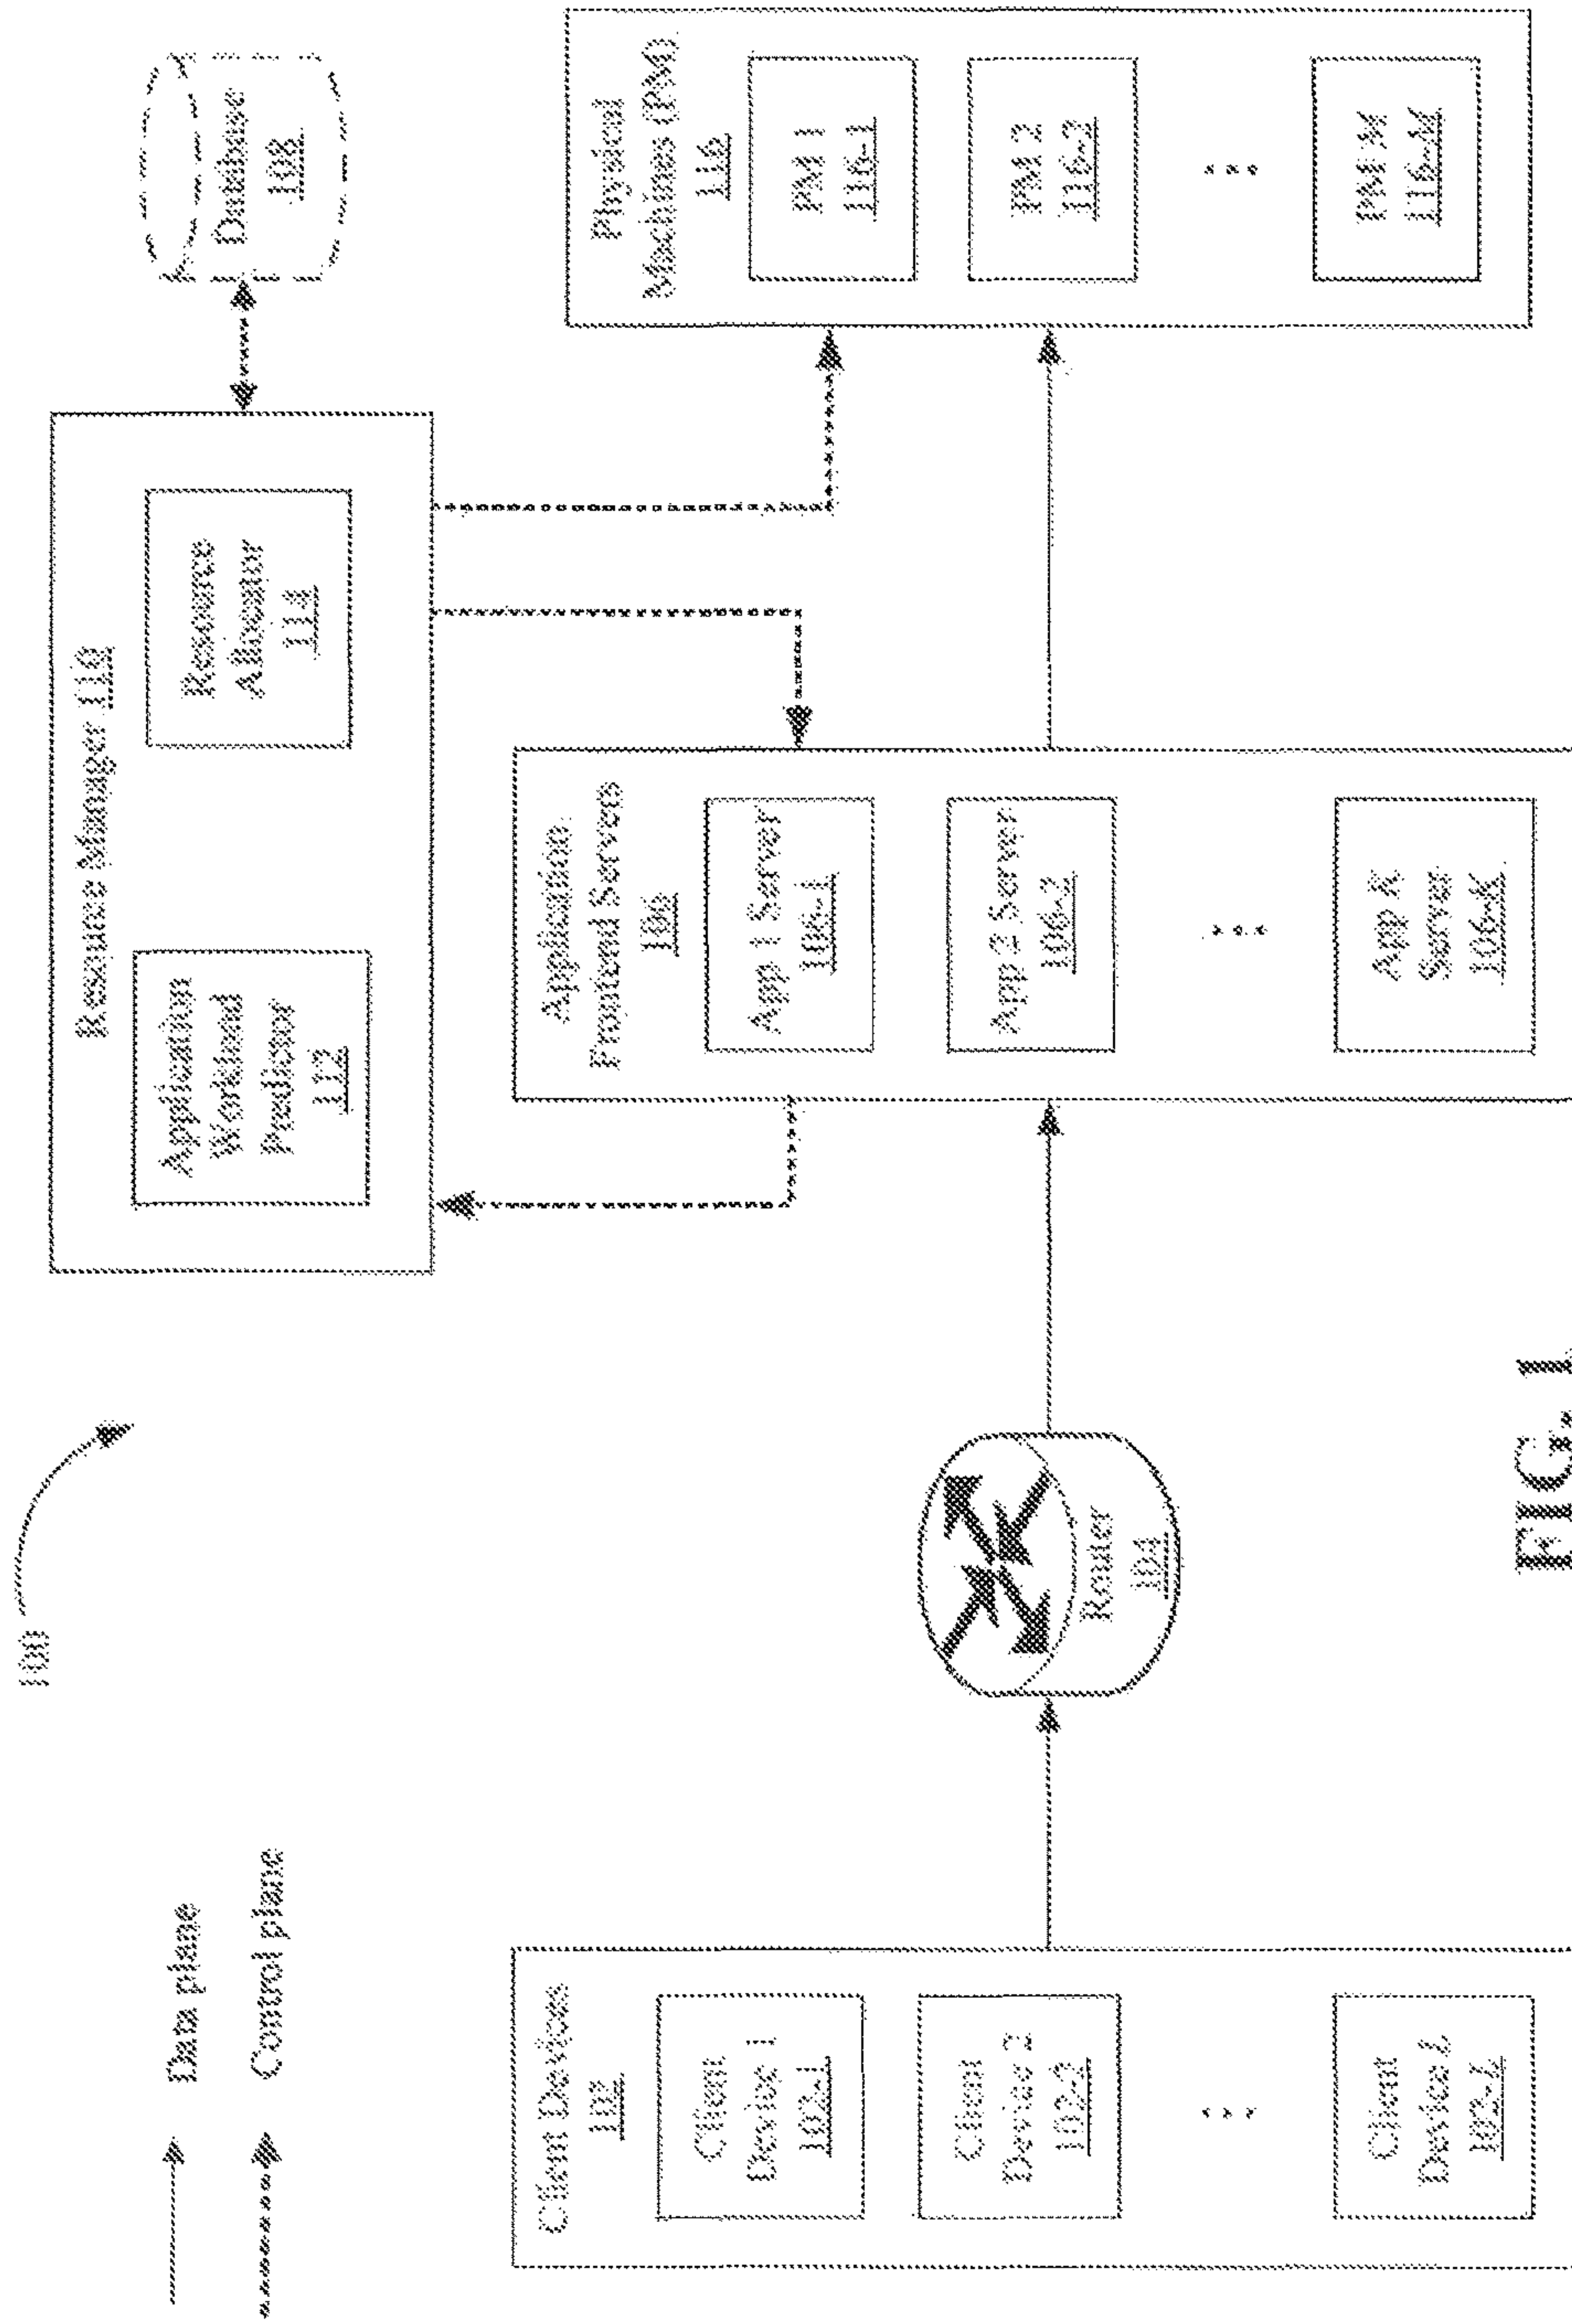 100
Data plane
Control plane
Resource Manager 110
Application
Workload
Predictor
112
Resource
Allocator
114
Database
108
Client Devices
102
Client
Device 1
102-1
Client
Device 2
102-2
...
Client
Device L
102-L
Router
104
Application
Frontend Servers
106
App 1 Server
106-1
App 2 Server
106-2
...
App K
Server
106-K
Physical
Machines (PM)
116
PM 1
116-1
PM 2
116-2
...
PM M
116-M
FIG. 1